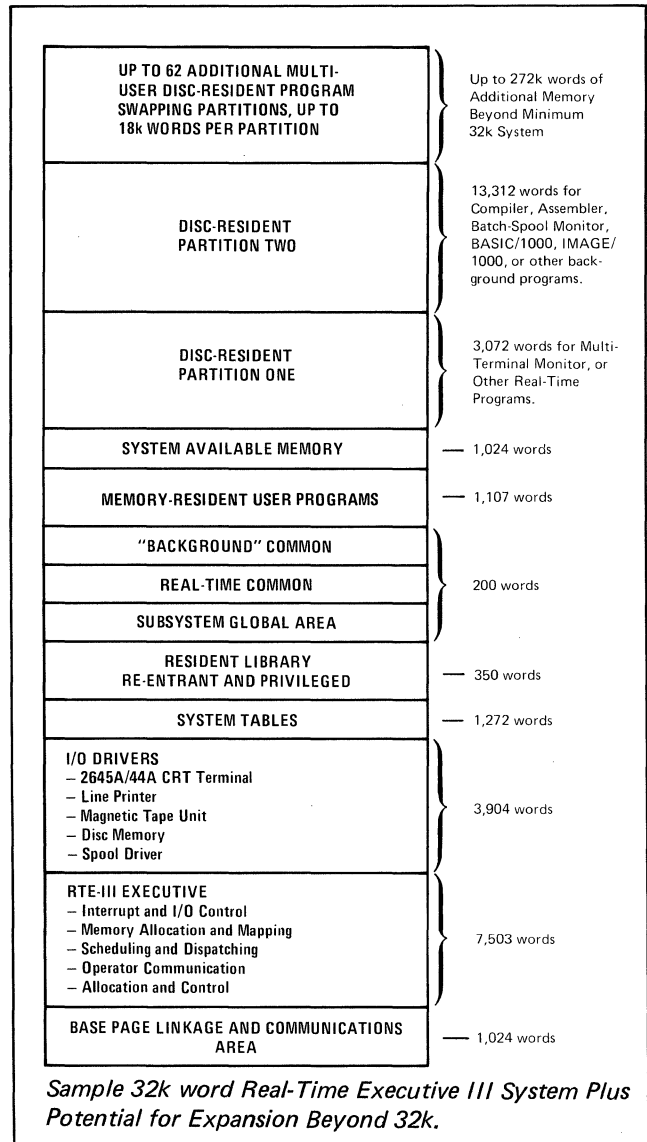 UP TO 62 ADDITIONAL MULTI-
USER DISC-RESIDENT PROGRAM
SWAPPING PARTITIONS, UP TO
18k WORDS PER PARTITION
Up to 272k words of
Additional Memory
Beyond Minimum
32k System
DISC-RESIDENT
PARTITION TWO
13,312 words for
Compiler, Assembler,
Batch-Spool Monitor,
BASIC/1000, IMAGE/
1000, or other back-
ground programs.
DISC-RESIDENT
PARTITION ONE
3,072 words for Multi-
Terminal Monitor, or
Other Real-Time
Programs.
SYSTEM AVAILABLE MEMORY
— 1,024 words
MEMORY-RESIDENT USER PROGRAMS
— 1,107 words
"BACKGROUND" COMMON
REAL-TIME COMMON
SUBSYSTEM GLOBAL AREA
200 words
RESIDENT LIBRARY
RE-ENTRANT AND PRIVILEGED
— 350 words
SYSTEM TABLES
— 1,272 words
I/O DRIVERS
– 2645A/44A CRT Terminal
– Line Printer
– Magnetic Tape Unit
– Disc Memory
– Spool Driver
3,904 words
RTE-III EXECUTIVE
– Interrupt and I/O Control
– Memory Allocation and Mapping
– Scheduling and Dispatching
– Operator Communication
– Allocation and Control
7,503 words
BASE PAGE LINKAGE AND COMMUNICATIONS
AREA
— 1,024 words
Sample 32k word Real-Time Executive III System Plus
Potential for Expansion Beyond 32k.